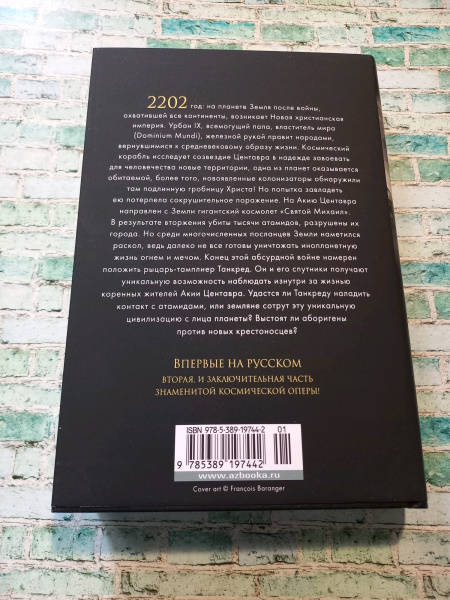 2202 год: на планете Земля после войны,
охватившей все континенты, возникает Новая христианская
империя. Урбан IX, всемогущий папа, властитель мира
(Dominium Mundi), железной рукой правит народами,
вернувшимися к средневековому образу жизни. Космический
корабль исследует созвездие Центавра в надежде завоевать
для человечества новые территории, одна из планет оказывается
обитаемой, более того, новоявленные колонизаторы обнаружили
там подлинную гробницу Христа! Но попытка завладеть
ею потерпела сокрушительное поражение. На Акию Центавра
направлен с Земли гигантский космолет «Святой Михаил».
В результате вторжения убиты тысячи атамидов, разрушены их
города. Но среди многочисленных посланцев Земли наметился
раскол, ведь далеко не все готовы уничтожать инопланетную
жизнь огнем и мечом. Конец этой абсурдной войне намерен
положить рыцарь-тамплиер Танкред. Он и его спутники получают
уникальную возможность наблюдать изнутри за жизнью
коренных жителей Акии Центавра. Удастся ли Танкреду наладить
контакт с атамидами, или земляне сотрут эту уникальную
цивилизацию с лица планеты? Выстоят ли аборигены
против новых крестоносцев?
Впервые на русском
вторая, и заключительная часть
знаменитой космической оперы!
ISBN 978-5-389-19744-2 01
9 785389 197442
www.azbooka.ru
Cover art © François Baranger